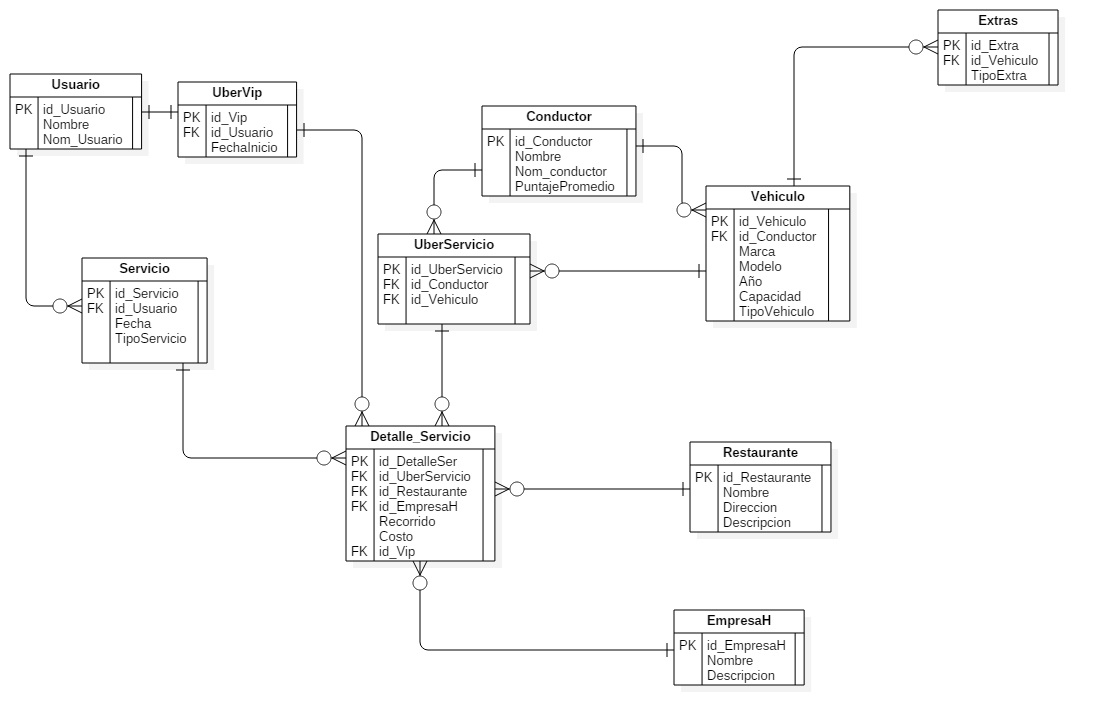 Extras
PK id_Extra
FK id_Vehiculo
TipoExtra
Usuario
PK id_Usuario
Nombre
Nom_Usuario
UberVip
PK id_Vip
FK id_Usuario
FechaInicio
Conductor
PK id_Conductor
Nombre
Nom_conductor
PuntajePromedio
Vehiculo
PK id_Vehiculo
FK id_Conductor
Marca
Modelo
Año
Capacidad
TipoVehiculo
UberServicio
PK id_UberServicio
FK id_Conductor
FK id_Vehiculo
Servicio
PK id_Servicio
FK id_Usuario
Fecha
TipoServicio
Detalle_Servicio
PK id_DetalleSer
FK id_UberServicio
FK id_Restaurante
FK id_EmpresaH
Recorrido
Costo
FK id_Vip
Restaurante
PK id_Restaurante
Nombre
Direccion
Descripcion
EmpresaH
PK id_EmpresaH
Nombre
Descripcion